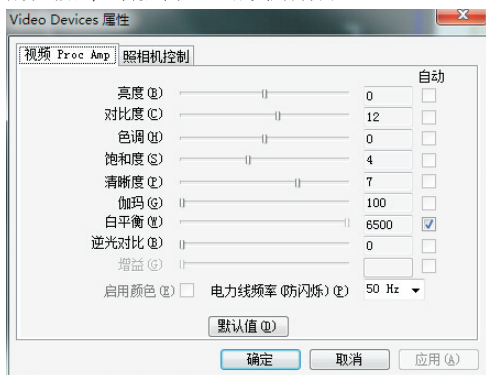 Video Devices 属性
视频 Proc Amp 照相机控制
自动
亮度(B) 0
对比度(C) 12
色调(H) 0
饱和度(S) 4
清晰度(P) 7
伽玛(G) 100
白平衡(W) 6500
逆光对比(B) 0
增益(G)
启用颜色(E) 电力线频率(防闪烁)(P) 50 Hz
默认值(D)
确定 取消 应用(A)